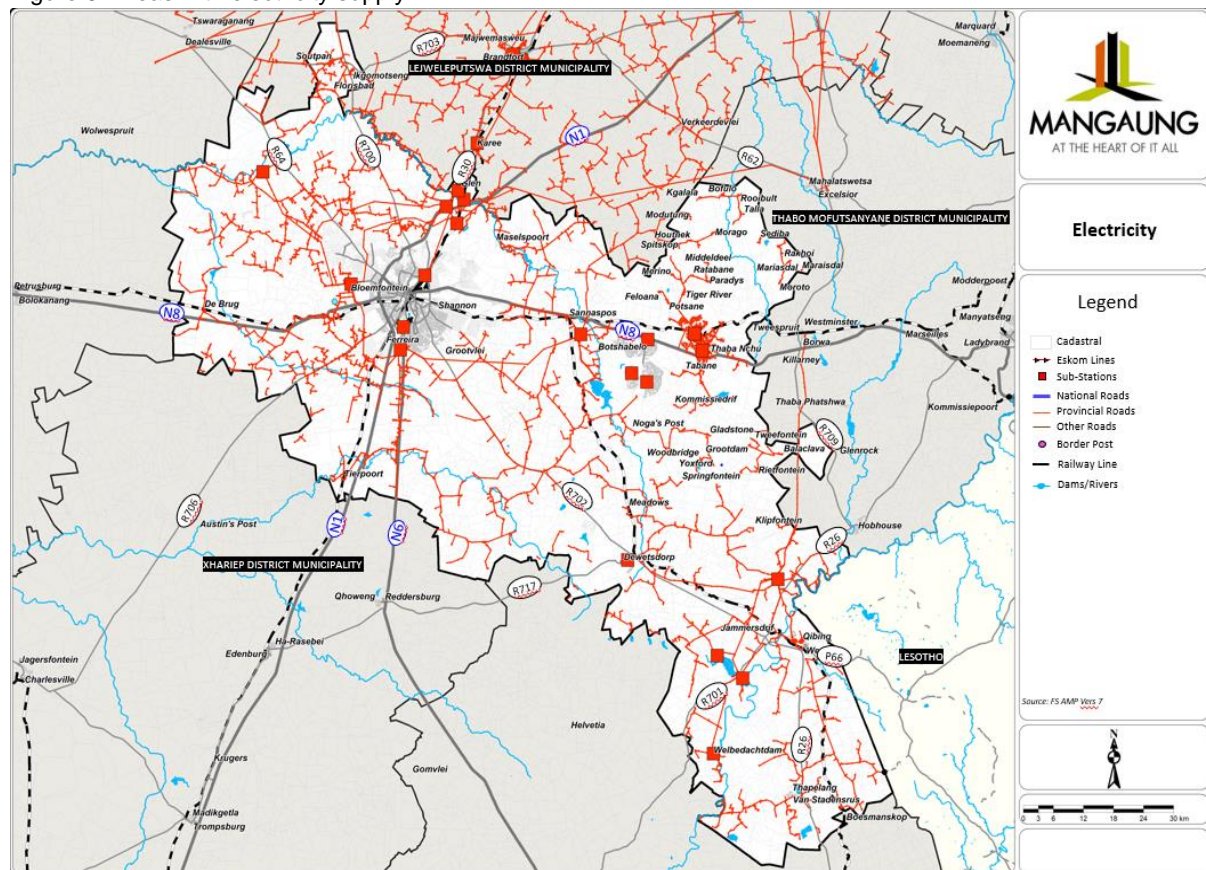 Tswaraganang
Dealesville
R703
Majwemasweu
Brandfort
Marquard
Moemaneng
Soutpan
LEJWELEPUTSWA DISTRICT MUNICIPALITY
Ikgomotseng
Florisbad
Wolwespruit
R64
R700
R30
Karee
Glen
N1
Verkeerdevlei
R62
Mahalatswetsa
Excelsior
Kgalala
Botulo
Rooibult
Talla
THABO MOFUTSANYANE DISTRICT MUNICIPALITY
Modutung
Maselspoort
Houtnek
Spitskop
Morago
Sediba
Middeldeel
Rakhoi
Merino
Ratabane
Mariasdal
Maraisdal
Paradys
Moroto
Modderpoort
Petrusburg
Bolokanang
Bloemfontein
De Brug
N8
Shannon
Feloana
Tiger River
Potsane
Sannaspos
N8
Tweespruit
Westminster
Manyatseng
Marseilles
Ladybrand
Ferreira
Grootvlei
Botshabelo
Thaba Nchu
Borwa
Killarney
Tabane
Kommissiedrif
Thaba Phatshwa
Kommissiepoort
Noga's Post
Gladstone
Tweefontein
R709
Woodbridge
Grootdam
Balaclava
Glenrock
Yoxford
Rietfontein
Springfontein
Tierpoort
R706
R702
Meadows
Austin's Post
N1
N6
Klipfontein
Hobhouse
R26
XHARIEP DISTRICT MUNICIPALITY
Dewetsdorp
R717
Qhoweng
Reddersburg
Ha-Rasebei
Edenburg
Jammersdrif
Qibing
P66
LESOTHO
Jagersfontein
Charlesville
R701
Helvetia
R26
Welbedachtdam
Krugers
Gomvlei
Thapelang
Van Stadensrus
Madikgetla
Trompsburg
Boesmanskop
MANGAUNG
AT THE HEART OF IT ALL
Electricity
Legend
Cadastral
Eskom Lines
Sub-Stations
National Roads
Provincial Roads
Other Roads
Border Post
Railway Line
Dams/Rivers
Source: FS AMP Vers 7
N
0 3 6 12 18 24 30 km